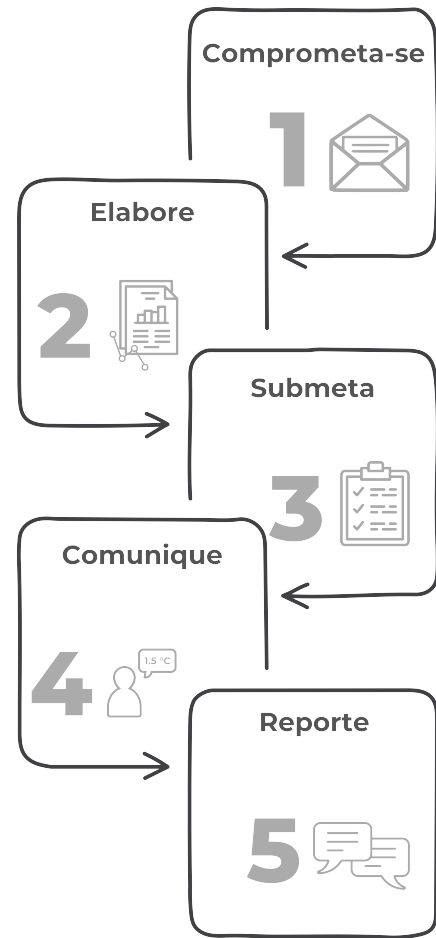 Comprometa-se
1
Elabore
2
Submeta
3
Comunique
4
1.5 °C
Reporte
5